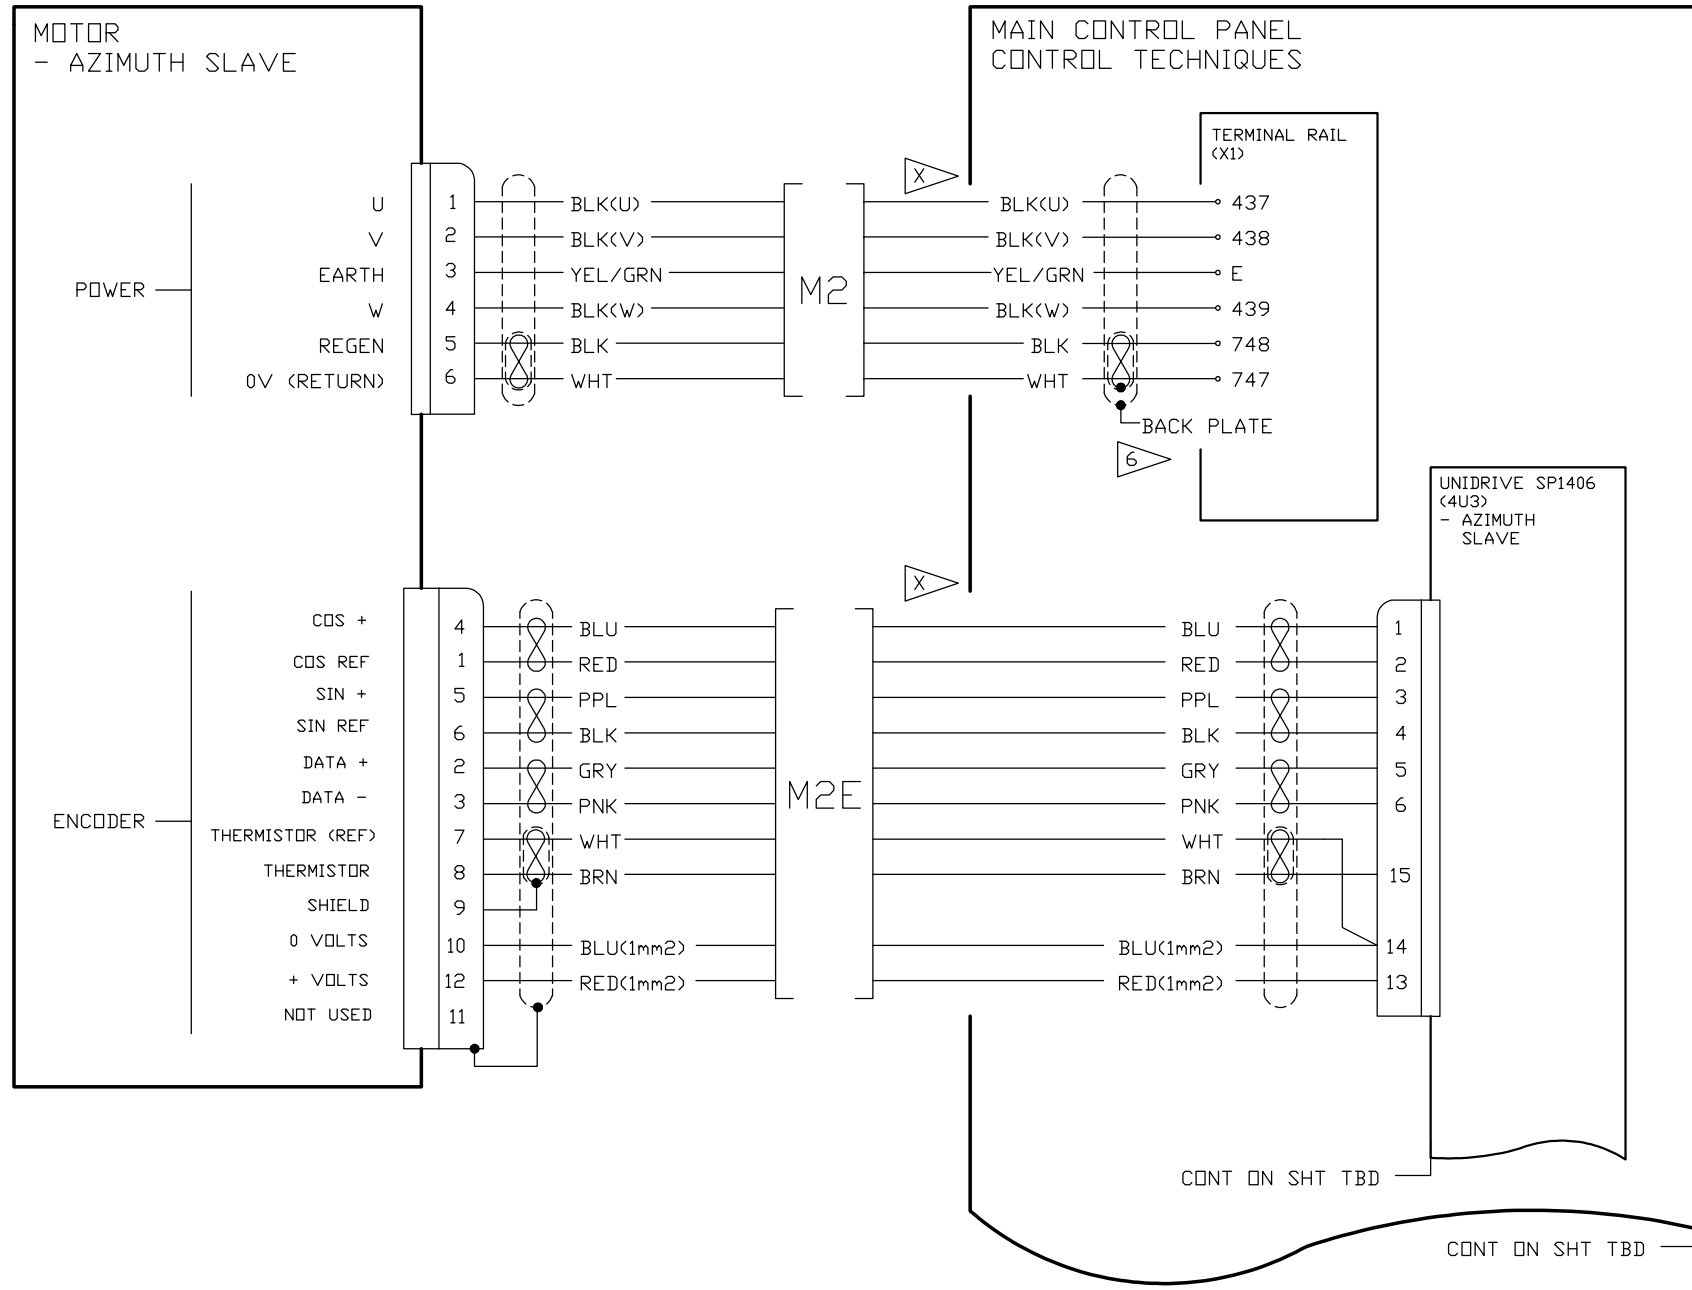 MOTOR
- AZIMUTH SLAVE
MAIN CONTROL PANEL
CONTROL TECHNIQUES
TERMINAL RAIL
(X1)
X
POWER
U 1 BLK(U) BLK(U) 437
V 2 BLK(V) BLK(V) 438
EARTH 3 YEL/GRN YEL/GRN E
M2
W 4 BLK(W) BLK(W) 439
REGEN 5 BLK BLK 748
0V (RETURN) 6 WHT WHT 747
BACK PLATE
6
UNIDRIVE SP1406
(4U3)
- AZIMUTH
SLAVE
X
ENCODER
COS + 4 BLU BLU 1
COS REF 1 RED RED 2
SIN + 5 PPL PPL 3
SIN REF 6 BLK BLK 4
DATA + 2 GRY GRY 5
M2E
DATA - 3 PNK PNK 6
THERMISTOR (REF) 7 WHT WHT
THERMISTOR 8 BRN BRN 15
SHIELD 9
0 VOLTS 10 BLU(1mm2) BLU(1mm2) 14
+ VOLTS 12 RED(1mm2) RED(1mm2) 13
NOT USED 11
CONT ON SHT TBD
CONT ON SHT TBD